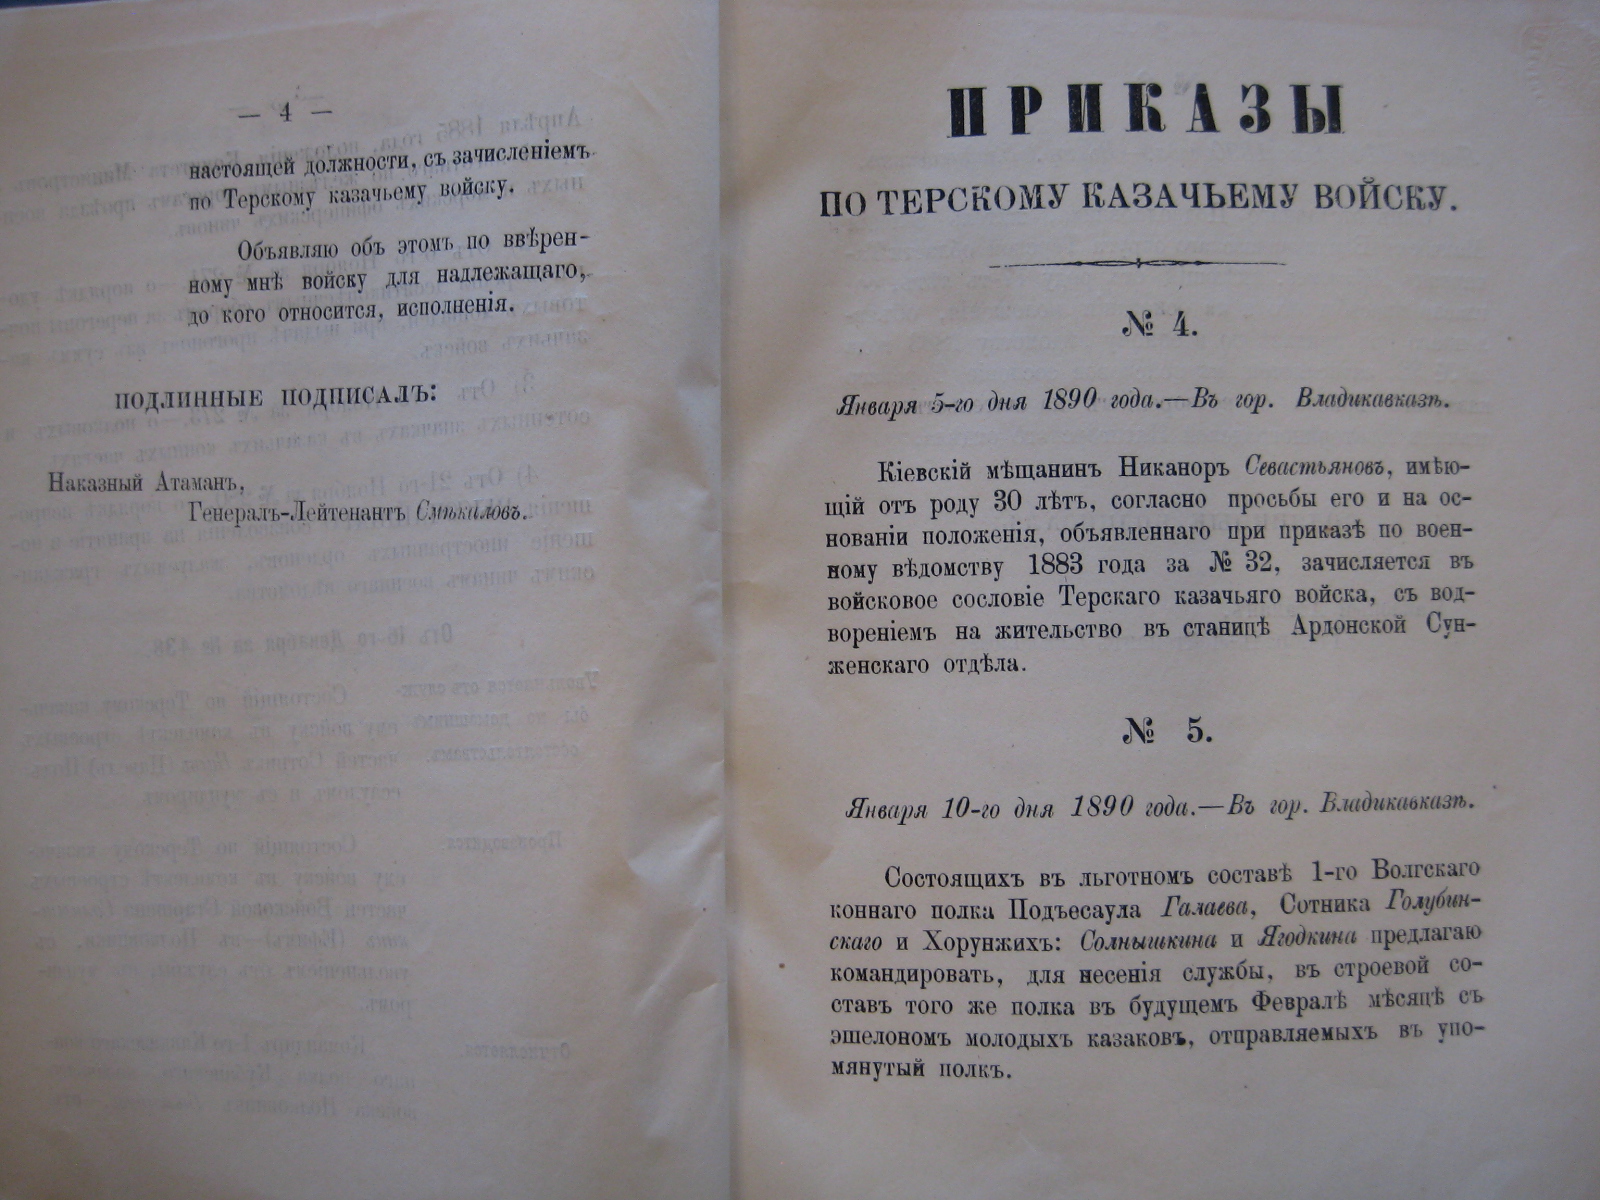 — 4 —
настоящей должности, съ зачисленіемъ
по Терскому казачьему войску.
Объявляю объ этомъ по ввѣрен-
ному мнѣ войску для надлежащаго,
до кого относится, исполненія.
ПОДЛИННЫЕ ПОДПИСАЛЪ:
Наказный Атаманъ,
Генералъ-Лейтенантъ Смѣкаловъ.
ПРИКАЗЫ
ПО ТЕРСКОМУ КАЗАЧЬЕМУ ВОЙСКУ.
№ 4.
Января 5-го дня 1890 года.—Въ гор. Владикавказѣ.
Кіевскій мѣщанинъ Никаноръ Севастьяновъ, имѣю-
щій отъ роду 30 лѣтъ, согласно просьбы его и на ос-
нованіи положенія, объявленнаго при приказѣ по воен-
ному вѣдомству 1883 года за № 32, зачисляется въ
войсковое сословіе Терскаго казачьяго войска, съ вод-
вореніемъ на жительство въ станицѣ Ардонской Сун-
женскаго отдѣла.
№ 5.
Января 10-го дня 1890 года.—Въ гор. Владикавказѣ.
Состоящихъ въ льготномъ составѣ 1-го Волгскаго
коннаго полка Подъесаула Галаева, Сотника Голубин-
скаго и Хорунжихъ: Солнышкина и Ягодкина предлагаю
командировать, для несенія службы, въ строевой со-
ставъ того же полка въ будущемъ Февралѣ мѣсяцѣ съ
эшелономъ молодыхъ казаковъ, отправляемыхъ въ упо-
мянутый полкъ.